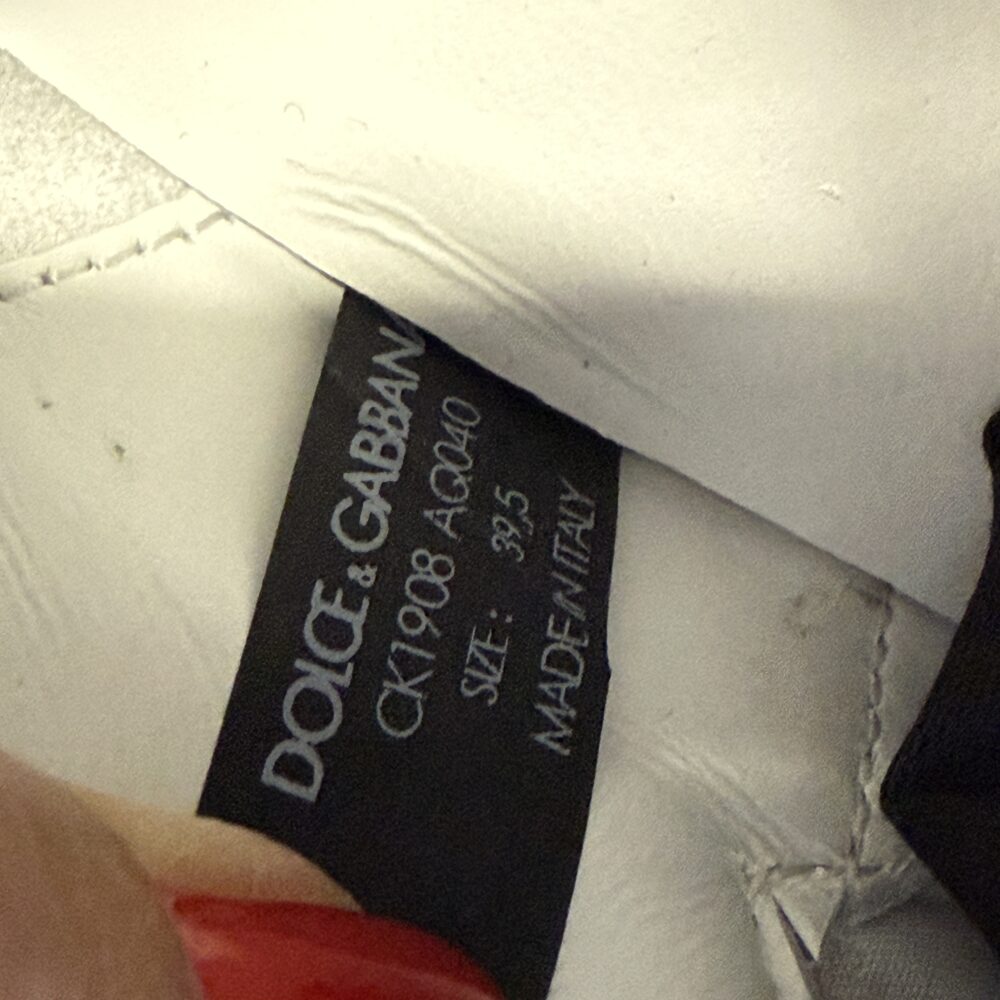 DOLCE & GABBANA
CK1908 AQ040
SIZE: 39,5
MADE IN ITALY